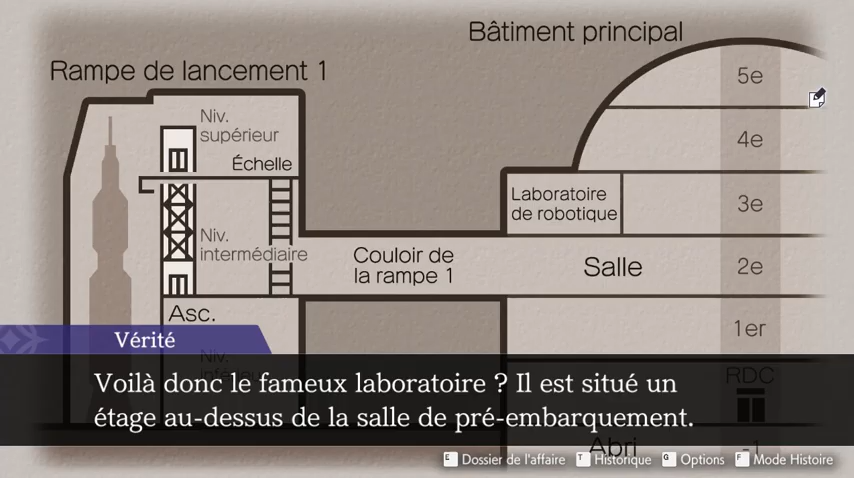 Bâtiment principal
Rampe de lancement 1
5e
Niv.
supérieur
4e
Échelle
Laboratoire
de robotique
3e
Niv.
intermédiaire
Couloir de
la rampe 1
Salle
2e
Asc.
1er
Vérité
Niv.
RDC
Voilà donc le fameux laboratoire ? Il est situé un
étage au-dessus de la salle de pré-embarquement.
Abri
-1
E Dossier de l'affaire T Historique G Options F Mode Histoire